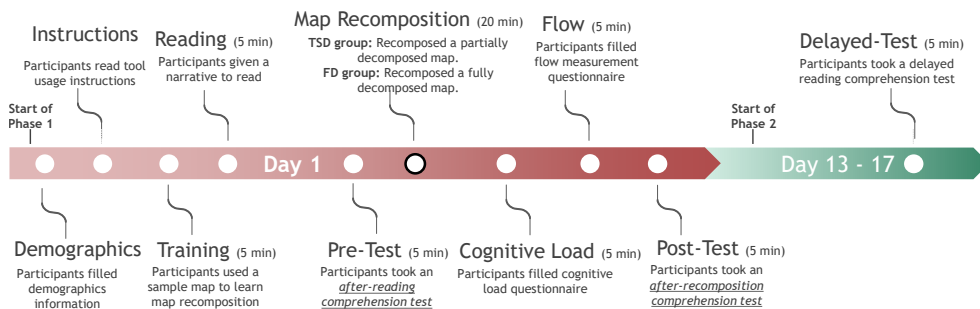 Instructions
Participants read tool
usage instructions
Reading (5 min)
Participants given a
narrative to read
Map Recomposition (20 min)
TSD group: Recomposed a partially
decomposed map.
FD group: Recomposed a fully
decomposed map.
Flow (5 min)
Participants filled
flow measurement
questionnaire
Delayed-Test (5 min)
Participants took a delayed
reading comprehension test
Start of
Phase 1
Start of
Phase 2
Day 1
Day 13 - 17
Demographics
Participants filled
demographics
information
Training (5 min)
Participants used a
sample map to learn
map recomposition
Pre-Test (5 min)
Participants took an
after-reading
comprehension test
Cognitive Load (5 min)
Participants filled cognitive
load questionnaire
Post-Test (5 min)
Participants took an
after-recomposition
comprehension test